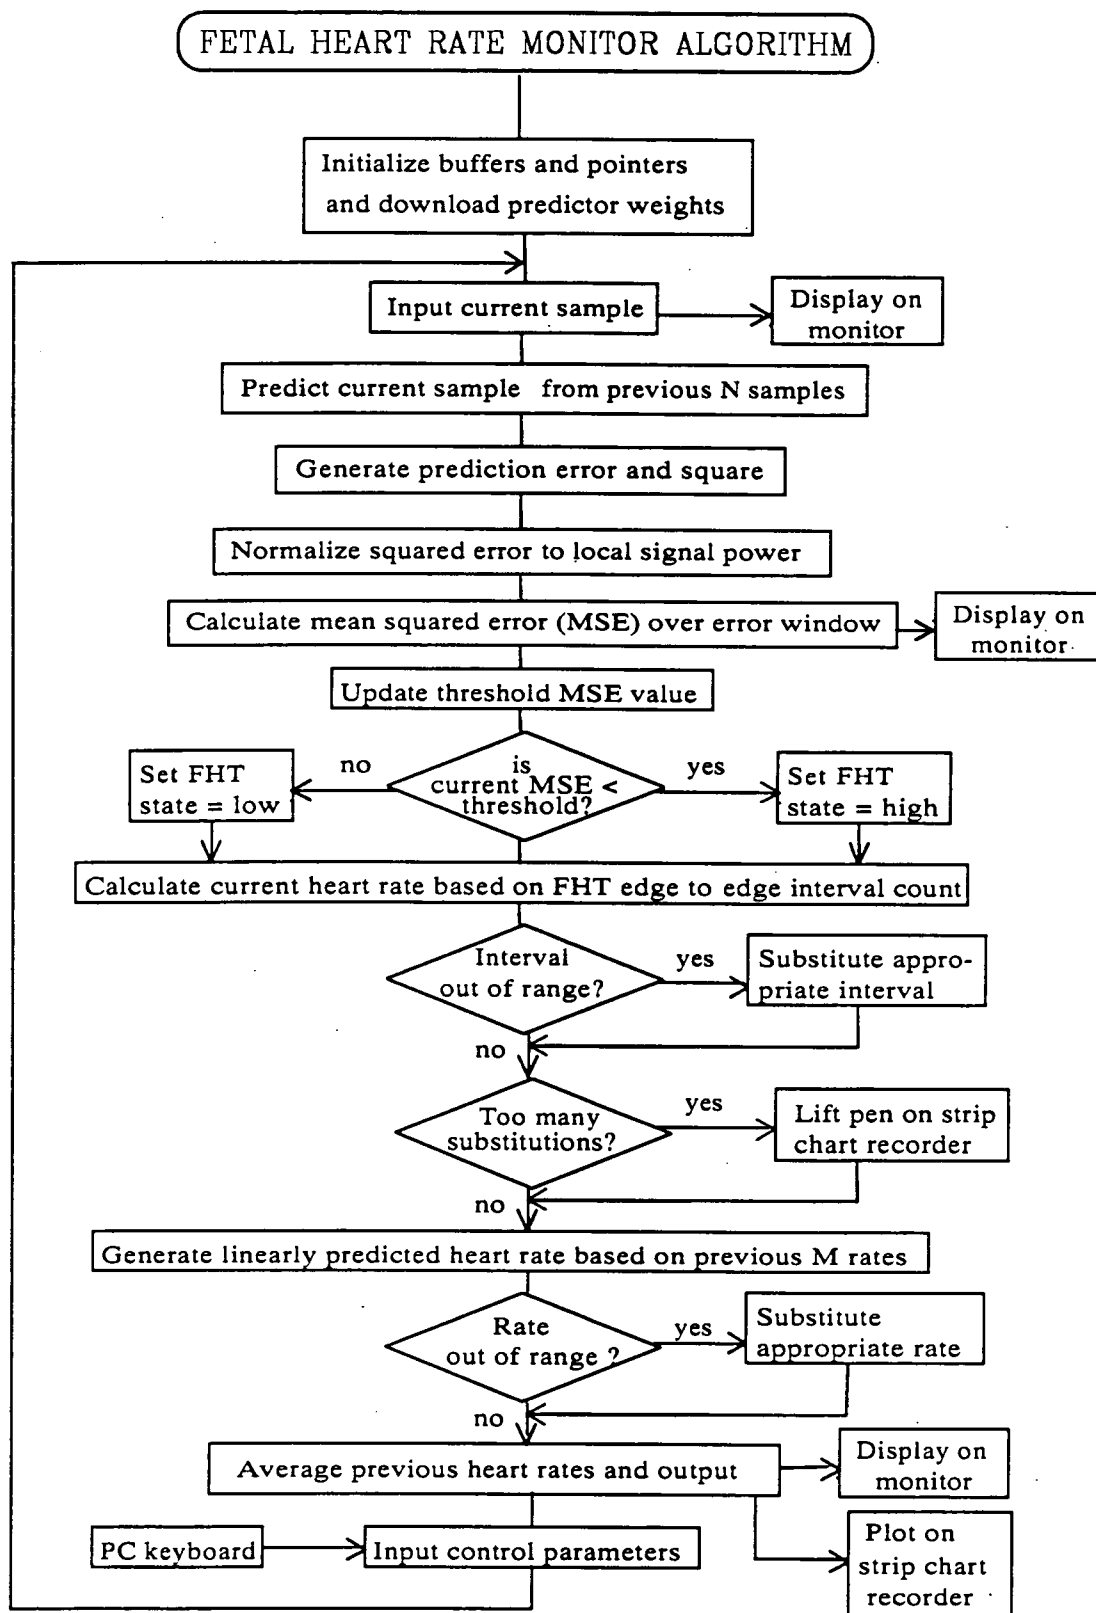 FETAL HEART RATE MONITOR ALGORITHM
Initialize buffers and pointers
and download predictor weights
Input current sample
Display on
monitor
Predict current sample from previous N samples
Generate prediction error and square
Normalize squared error to local signal power
Calculate mean squared error (MSE) over error window
Display on
monitor
Update threshold MSE value
Set FHT
state = low
no
is
current MSE <
threshold?
yes
Set FHT
state = high
Calculate current heart rate based on FHT edge to edge interval count
Interval
out of range?
yes
Substitute appro-
priate interval
no
Too many
substitutions?
yes
Lift pen on strip
chart recorder
no
Generate linearly predicted heart rate based on previous M rates
Rate
out of range ?
yes
Substitute
appropriate rate
no
Average previous heart rates and output
Display on
monitor
PC keyboard
Input control parameters
Plot on
strip chart
recorder